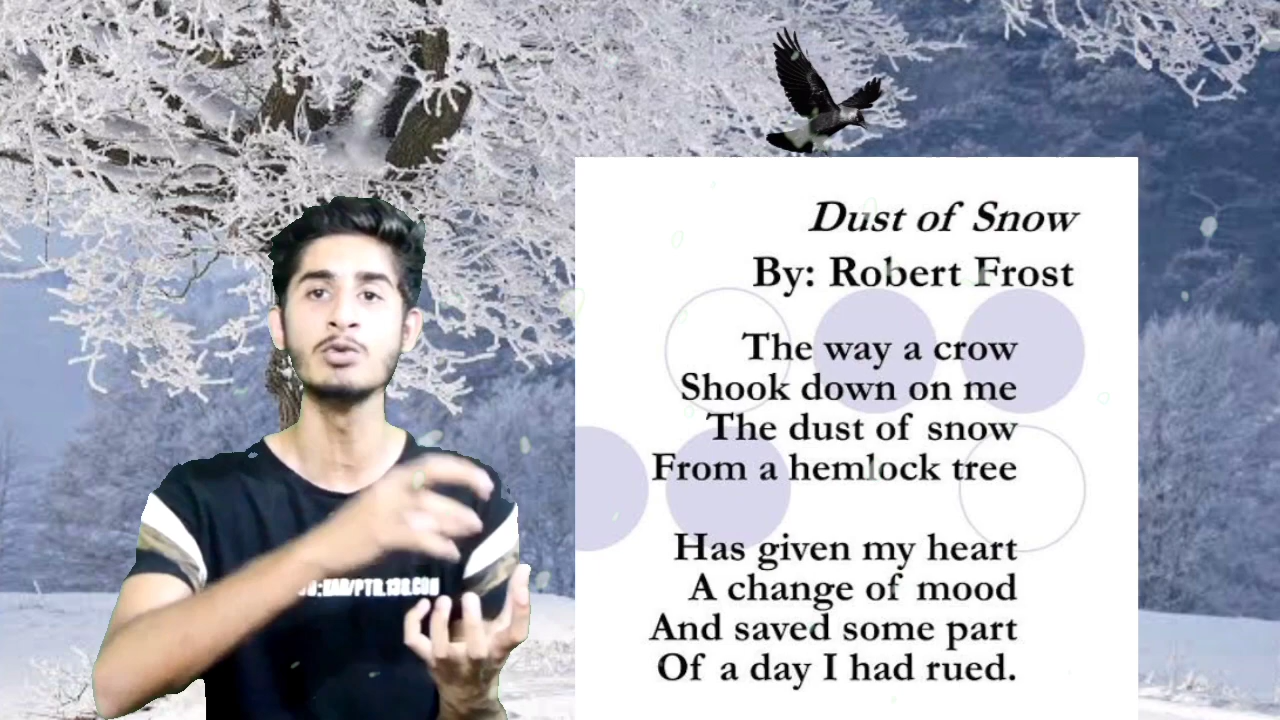 Dust of Snow
By: Robert Frost
The way a crow
Shook down on me
The dust of snow
From a hemlock tree
Has given my heart
A change of mood
And saved some part
Of a day I had rued.